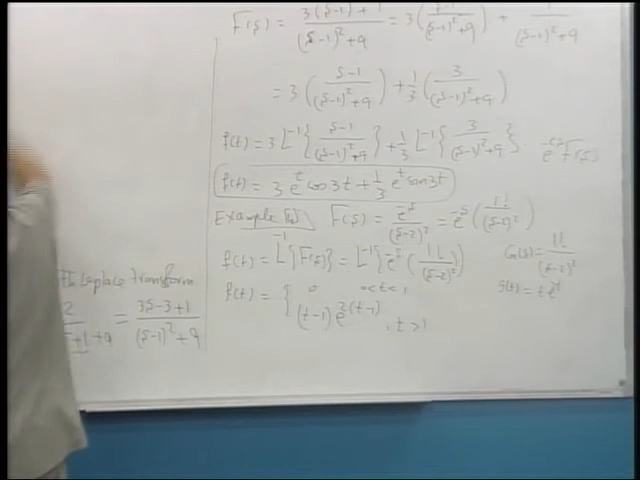 F(s) = 3(s-1)+1 / (s-1)²+9 = 3( s-1 / (s-1)²+9 ) + 1 / (s-1)²+9
= 3 ( s-1 / (s-1)²+9 ) + 1/3 ( 3 / (s-1)²+9 )
f(t) = 3 L⁻¹{ s-1 / (s-1)²+9 } + 1/3 L⁻¹{ 3 / (s-1)²+9 }
F(s)
f(t) = 3 e^t cos 3t + 1/3 e^t sin 3t
Example F(s) = e^-s / (s-2)² = e^-s ( 1! / (s-2)² )
f(t) = L⁻¹{F(s)} = L⁻¹{ e^-s ( 1! / (s-2)² )
G(s) = 1! / (s-2)²
f(t) = { 0 0<t<1
(t-1) e^2(t-1) , t>1
Laplace transform
= 3s-3+1 / (s-1)²+9